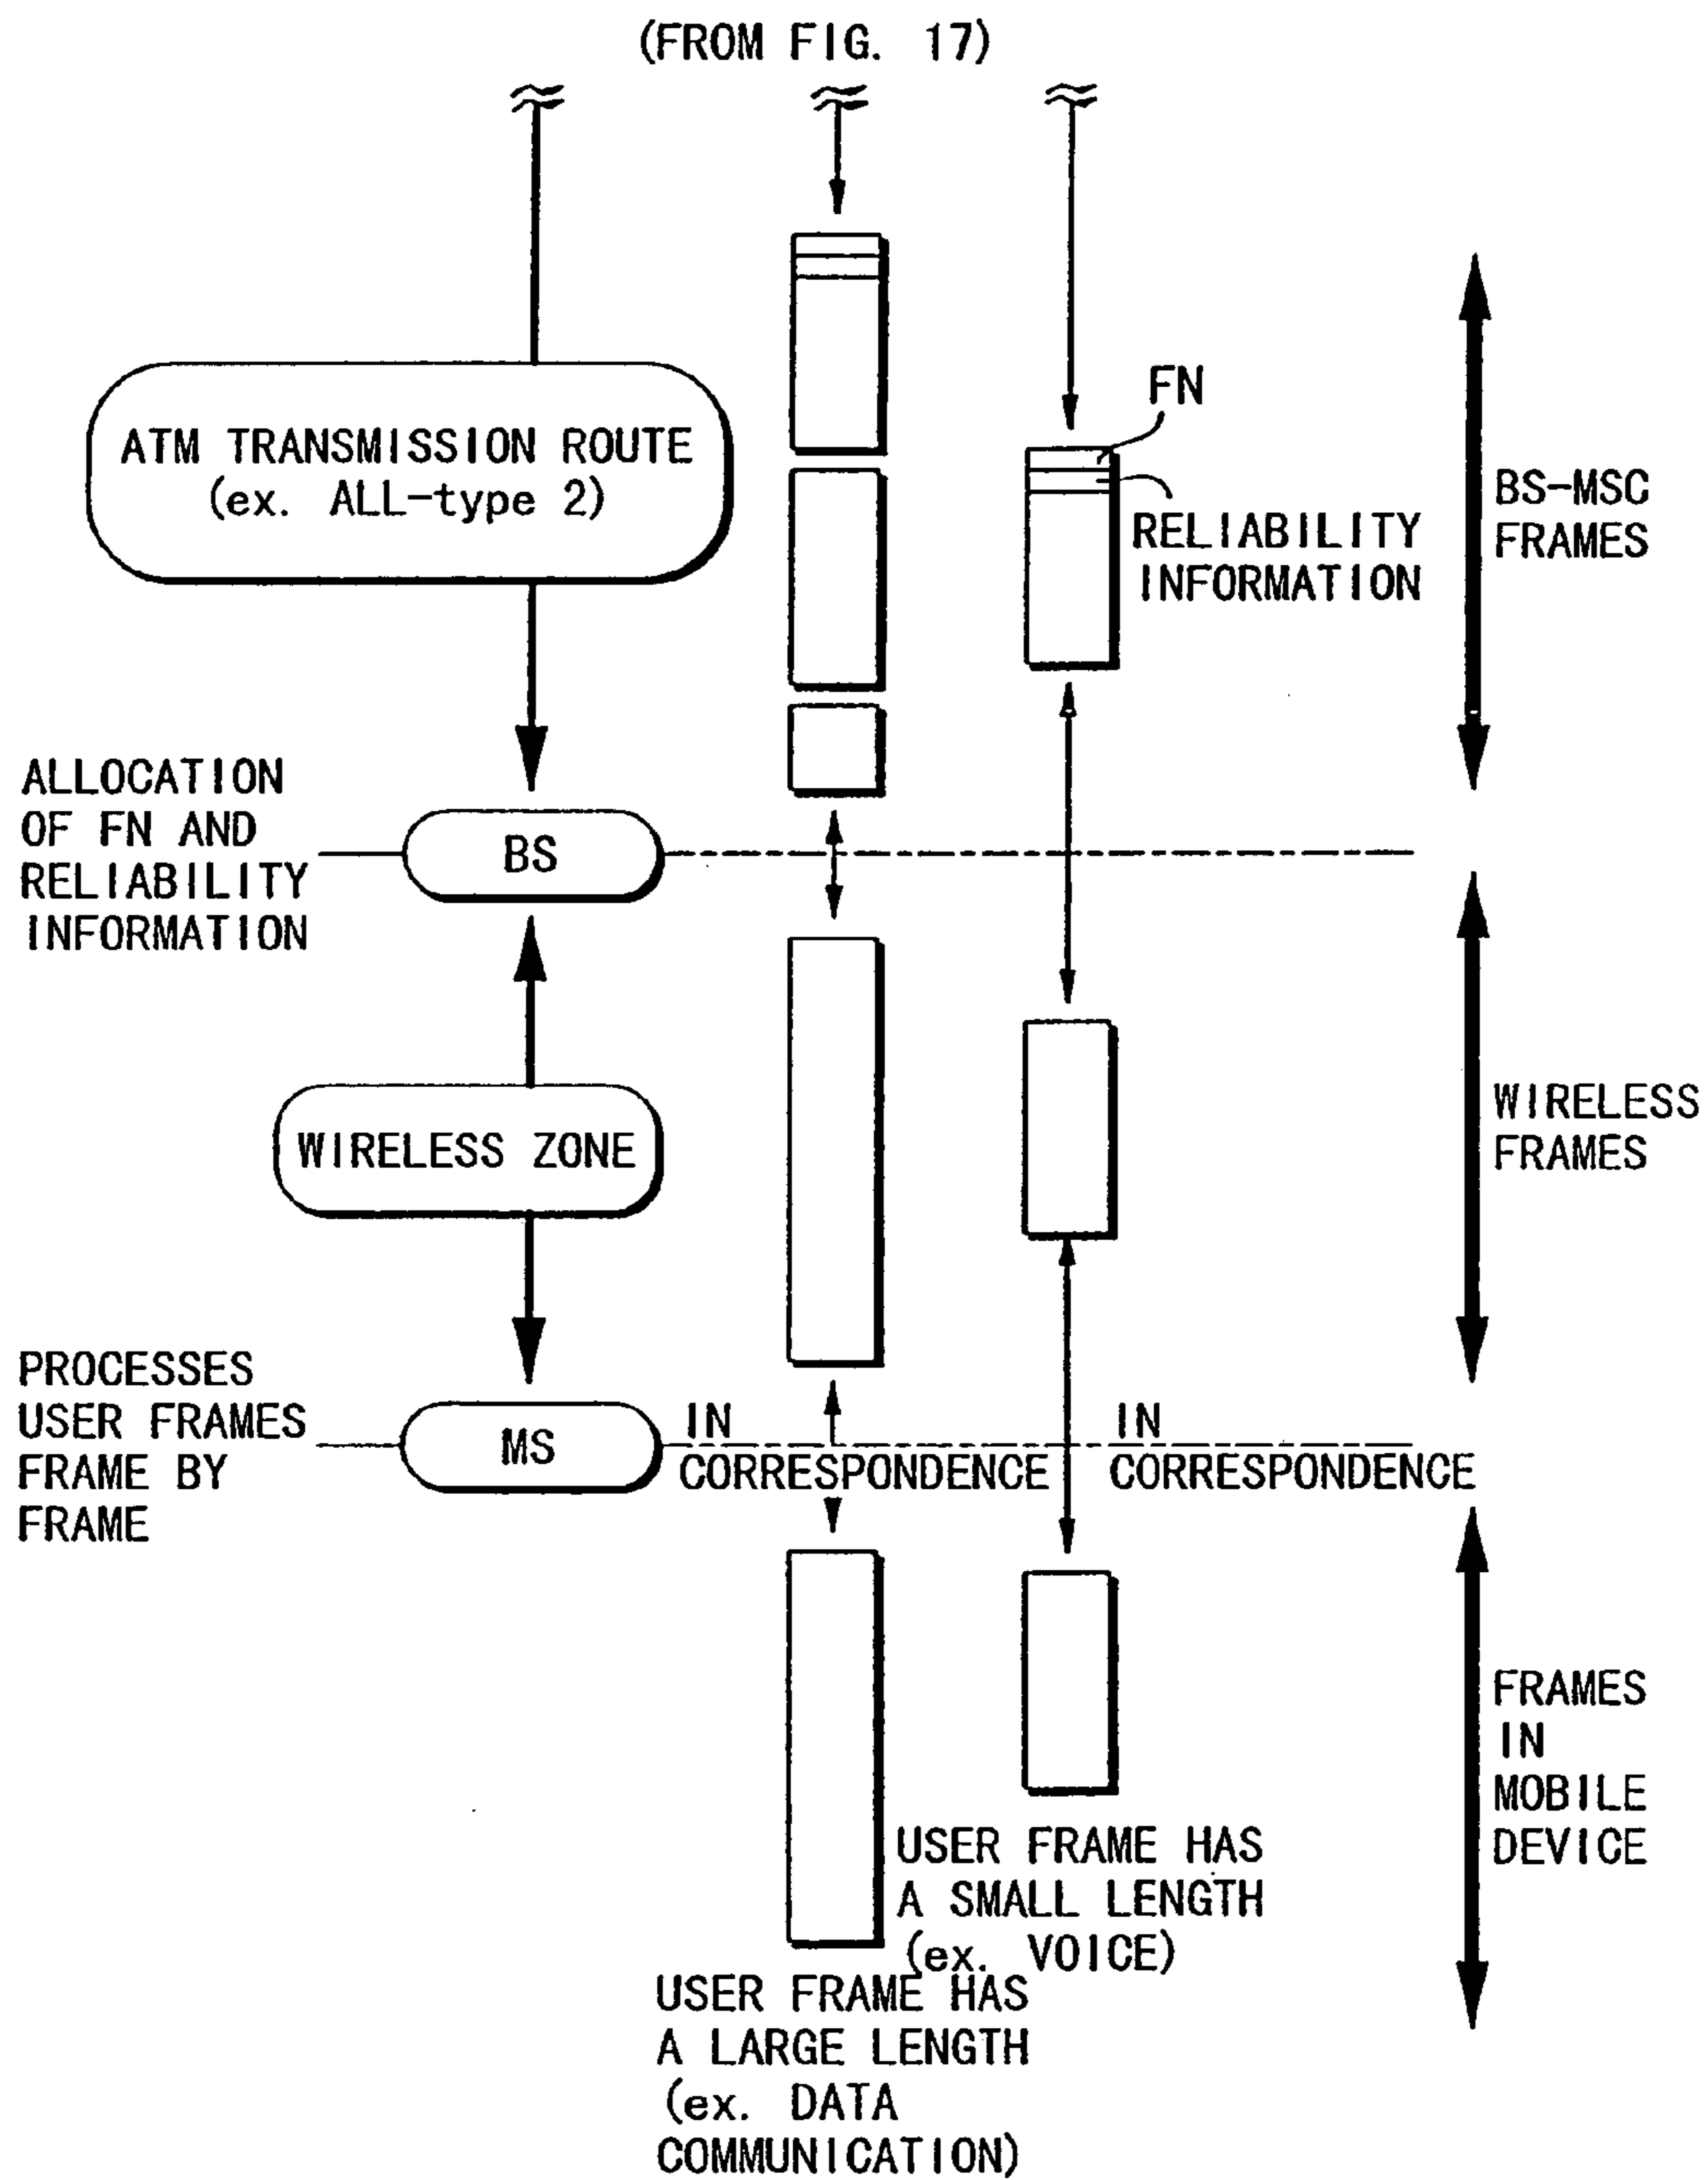 (FROM FIG. 17)
ATM TRANSMISSION ROUTE
(ex. ALL-type 2)
FN
RELIABILITY
INFORMATION
BS-MSC
FRAMES
ALLOCATION
OF FN AND
RELIABILITY
INFORMATION
BS
WIRELESS ZONE
WIRELESS
FRAMES
PROCESSES
USER FRAMES
FRAME BY
FRAME
MS
IN
CORRESPONDENCE
IN
CORRESPONDENCE
FRAMES
IN
MOBILE
DEVICE
USER FRAME HAS
A SMALL LENGTH
(ex. VOICE)
USER FRAME HAS
A LARGE LENGTH
(ex. DATA
COMMUNICATION)